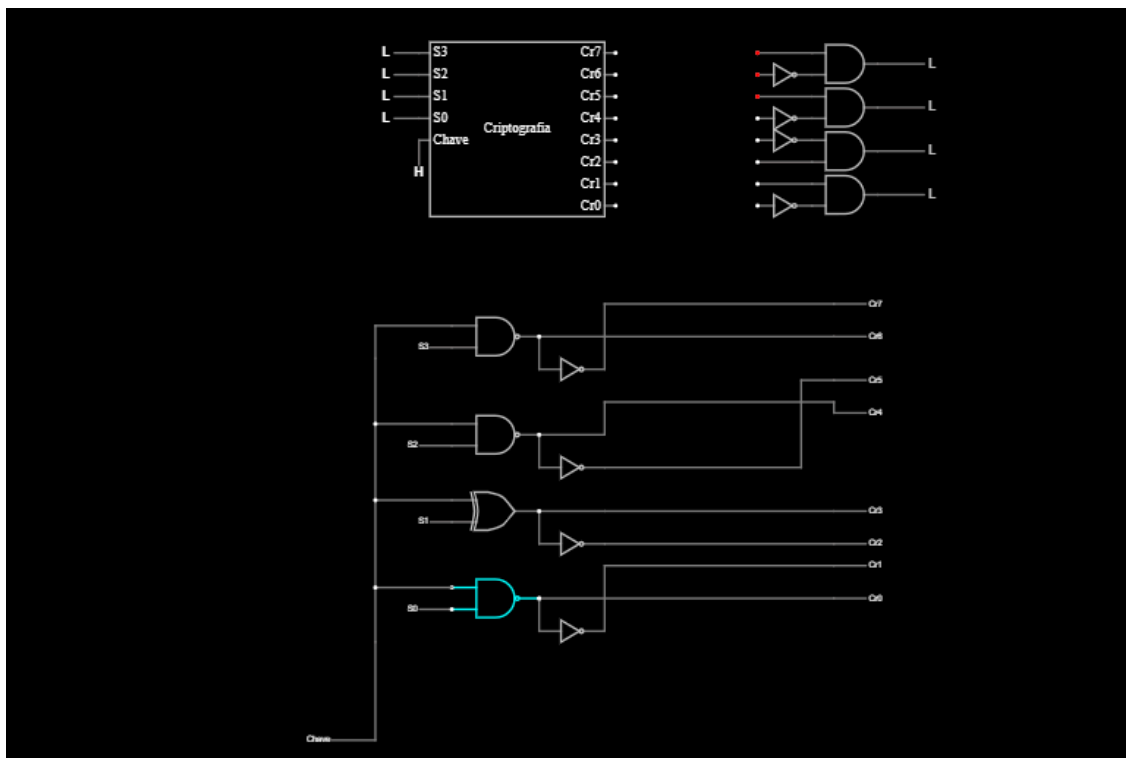 L S3 Cr7
L S2 Cr6
L S1 Cr5
L S0 Cr4
Criptografia
Chave Cr3
H
Cr2
Cr1
Cr0
L
L
L
L
Cr7
S3 Cr6
Cr5
Cr4
S2
S1 Cr3
Cr2
Cr1
S0 Cr0
Chave